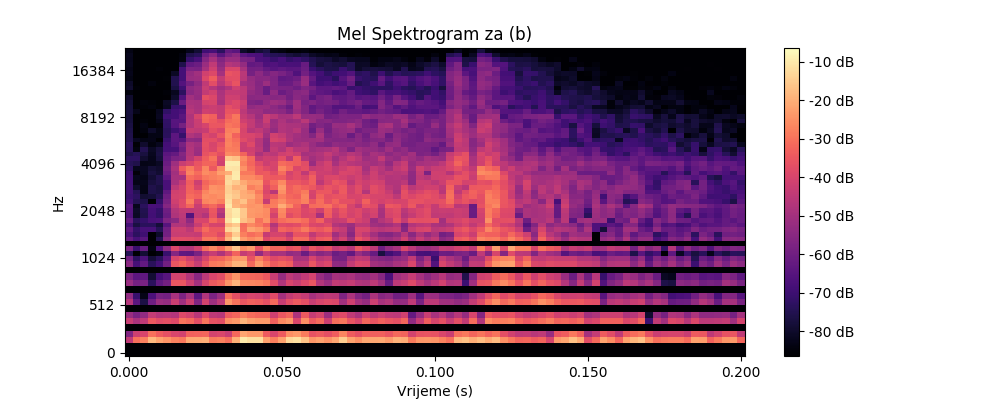 Mel Spektrogram za (b)
Hz
16384
8192
4096
2048
1024
512
0
0.000
0.050
0.100
0.150
0.200
Vrijeme (s)
-10 dB
-20 dB
-30 dB
-40 dB
-50 dB
-60 dB
-70 dB
-80 dB